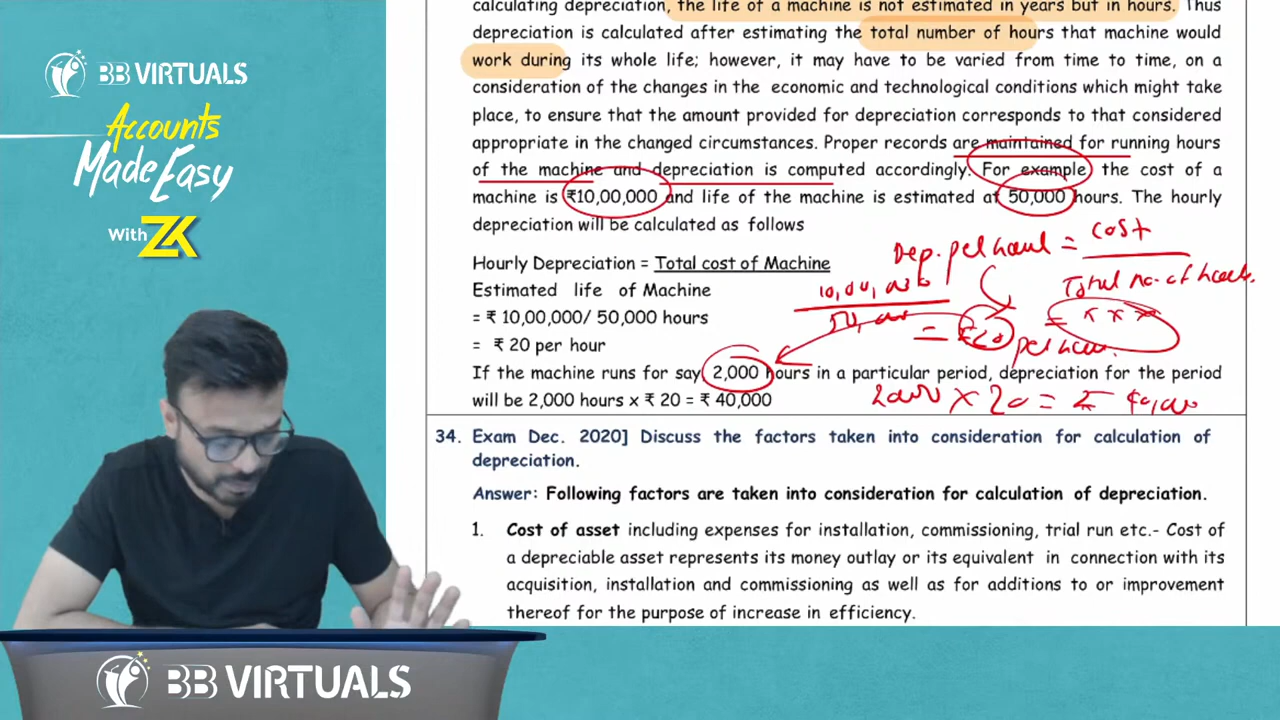 BB VIRTUALS
Accounts
Made Easy
With ZK
calculating depreciation, the life of a machine is not estimated in years but in hours. Thus
depreciation is calculated after estimating the total number of hours that machine would
work during its whole life; however, it may have to be varied from time to time, on a
consideration of the changes in the economic and technological conditions which might take
place, to ensure that the amount provided for depreciation corresponds to that considered
appropriate in the changed circumstances. Proper records are maintained for running hours
of the machine and depreciation is computed accordingly. For example the cost of a
machine is ₹10,00,000 and life of the machine is estimated at 50,000 hours. The hourly
depreciation will be calculated as follows
Dep. per hour = Cost
Total no. of hours
= x x x
per hour.
Hourly Depreciation = Total cost of Machine
Estimated life of Machine
= ₹ 10,00,000/ 50,000 hours
= ₹ 20 per hour
10,00,000
50,000
= ₹20
If the machine runs for say 2,000 hours in a particular period, depreciation for the period
will be 2,000 hours x ₹ 20 = ₹ 40,000
2000 x 20 = ₹ 40,000
34. Exam Dec. 2020] Discuss the factors taken into consideration for calculation of
depreciation.
Answer: Following factors are taken into consideration for calculation of depreciation.
1. Cost of asset including expenses for installation, commissioning, trial run etc.- Cost of
a depreciable asset represents its money outlay or its equivalent in connection with its
acquisition, installation and commissioning as well as for additions to or improvement
thereof for the purpose of increase in efficiency.
BB VIRTUALS